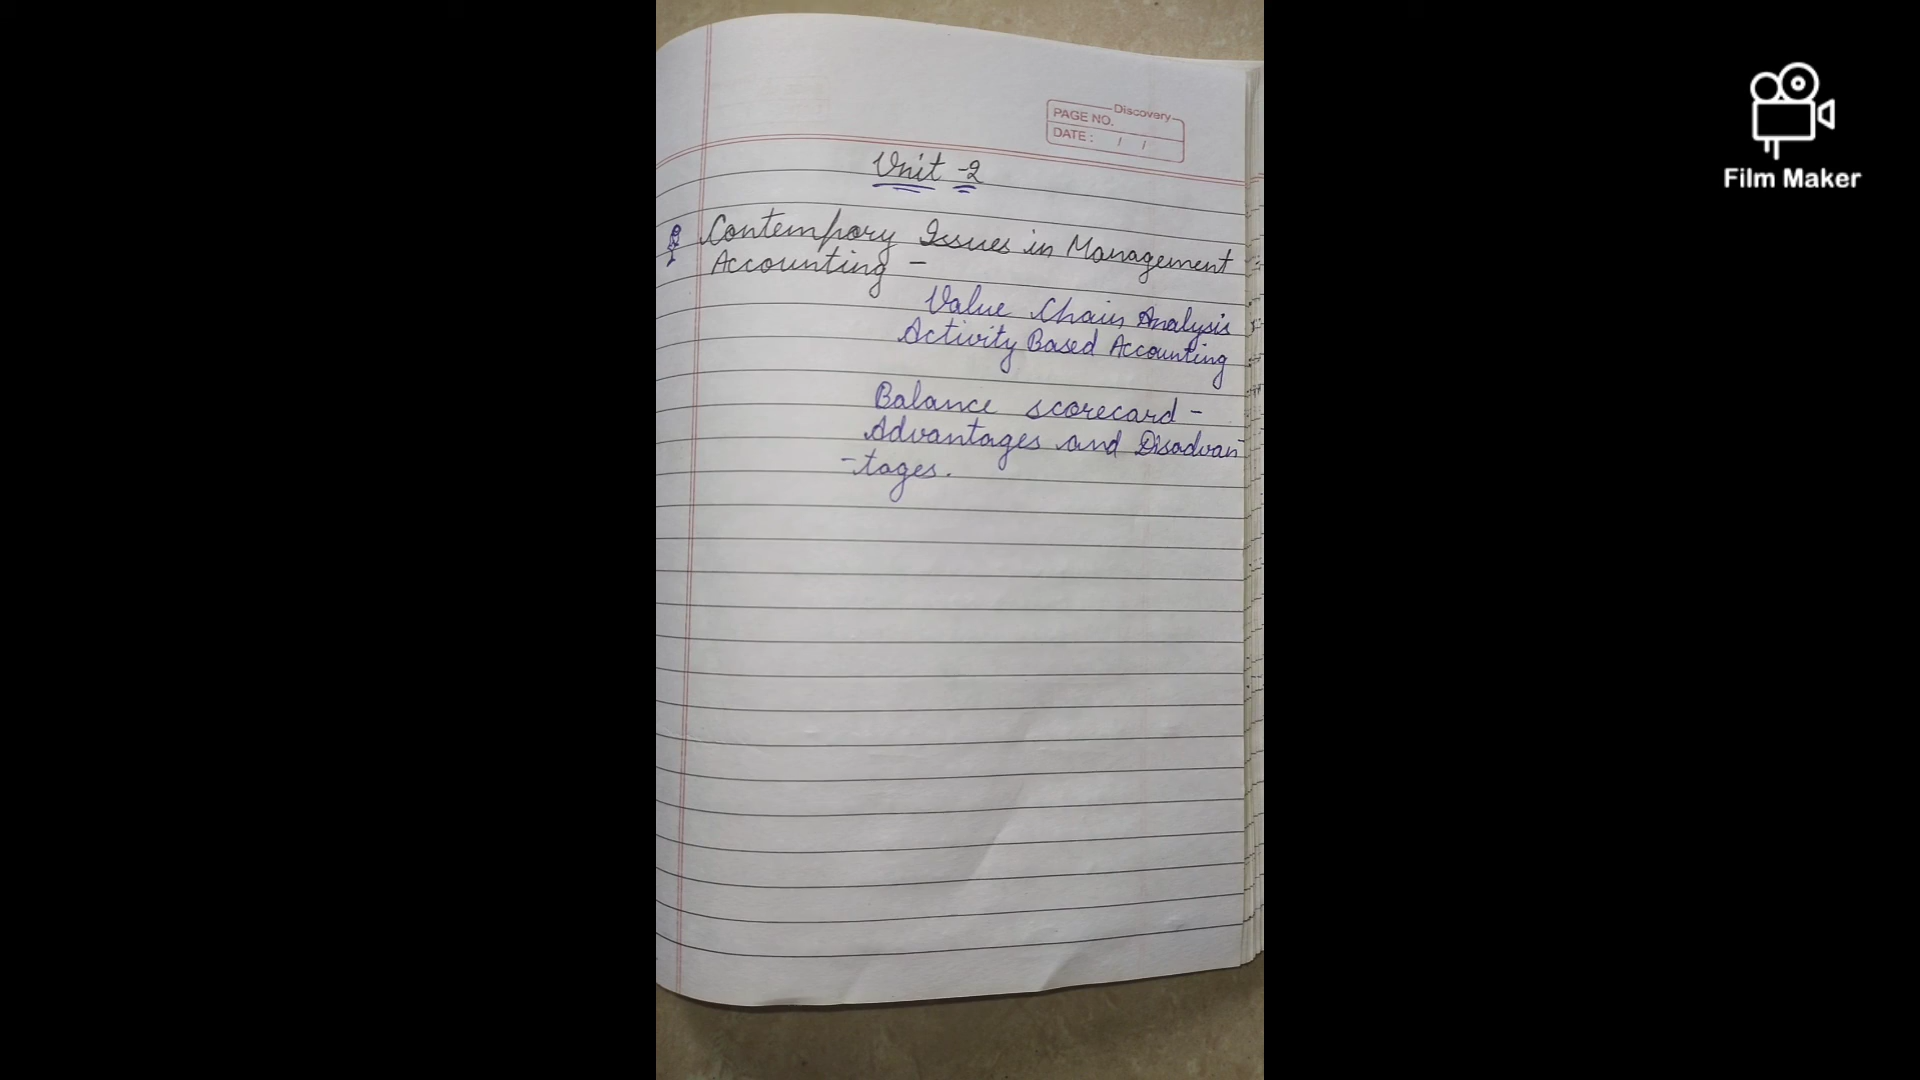 Discovery
PAGE NO.
DATE : / /
Unit -2
Contempory Issues in Management
Accounting -
Value Chain Analysis
Activity Based Accounting
Balance scorecard -
Advantages and Disadvan
-tages.
Film Maker